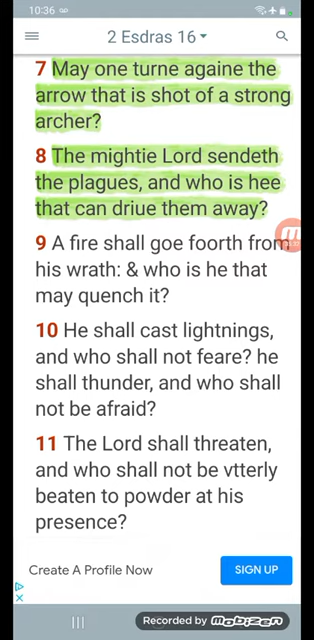 10:36
2 Esdras 16
7 May one turne againe the
arrow that is shot of a strong
archer?
8 The mightie Lord sendeth
the plagues, and who is hee
that can driue them away?
9 A fire shall goe foorth from
his wrath: & who is he that
may quench it?
10 He shall cast lightnings,
and who shall not feare? he
shall thunder, and who shall
not be afraid?
11 The Lord shall threaten,
and who shall not be vtterly
beaten to powder at his
presence?
Create A Profile Now
SIGN UP
Recorded by mobizen